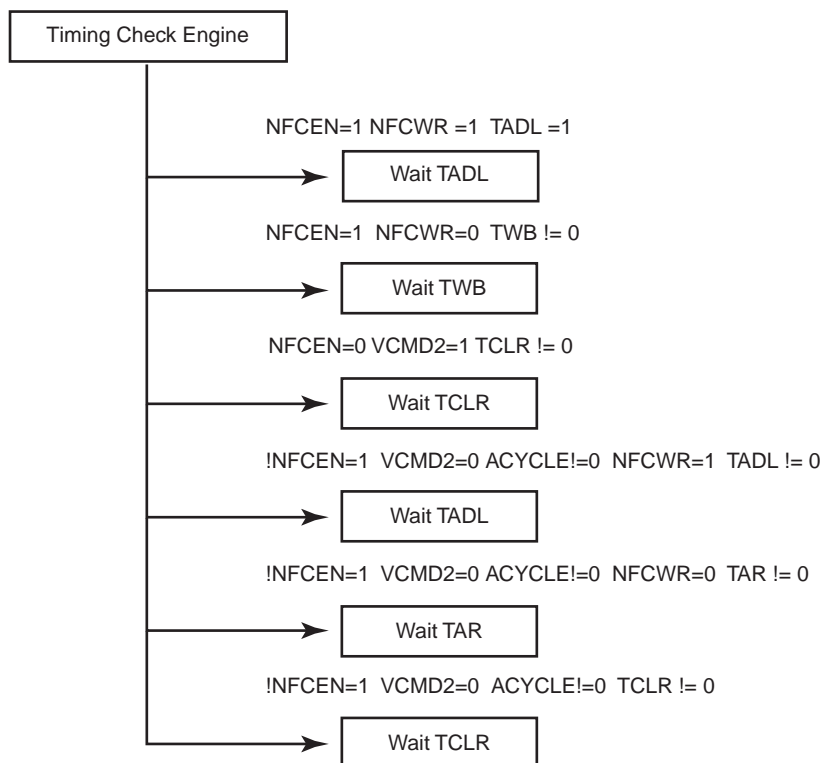 Timing Check Engine
NFCEN=1 NFCWR =1 TADL =1
Wait TADL
NFCEN=1 NFCWR=0 TWB != 0
Wait TWB
NFCEN=0 VCMD2=1 TCLR != 0
Wait TCLR
!NFCEN=1 VCMD2=0 ACYCLE!=0 NFCWR=1 TADL != 0
Wait TADL
!NFCEN=1 VCMD2=0 ACYCLE!=0 NFCWR=0 TAR != 0
Wait TAR
!NFCEN=1 VCMD2=0 ACYCLE!=0 TCLR != 0
Wait TCLR